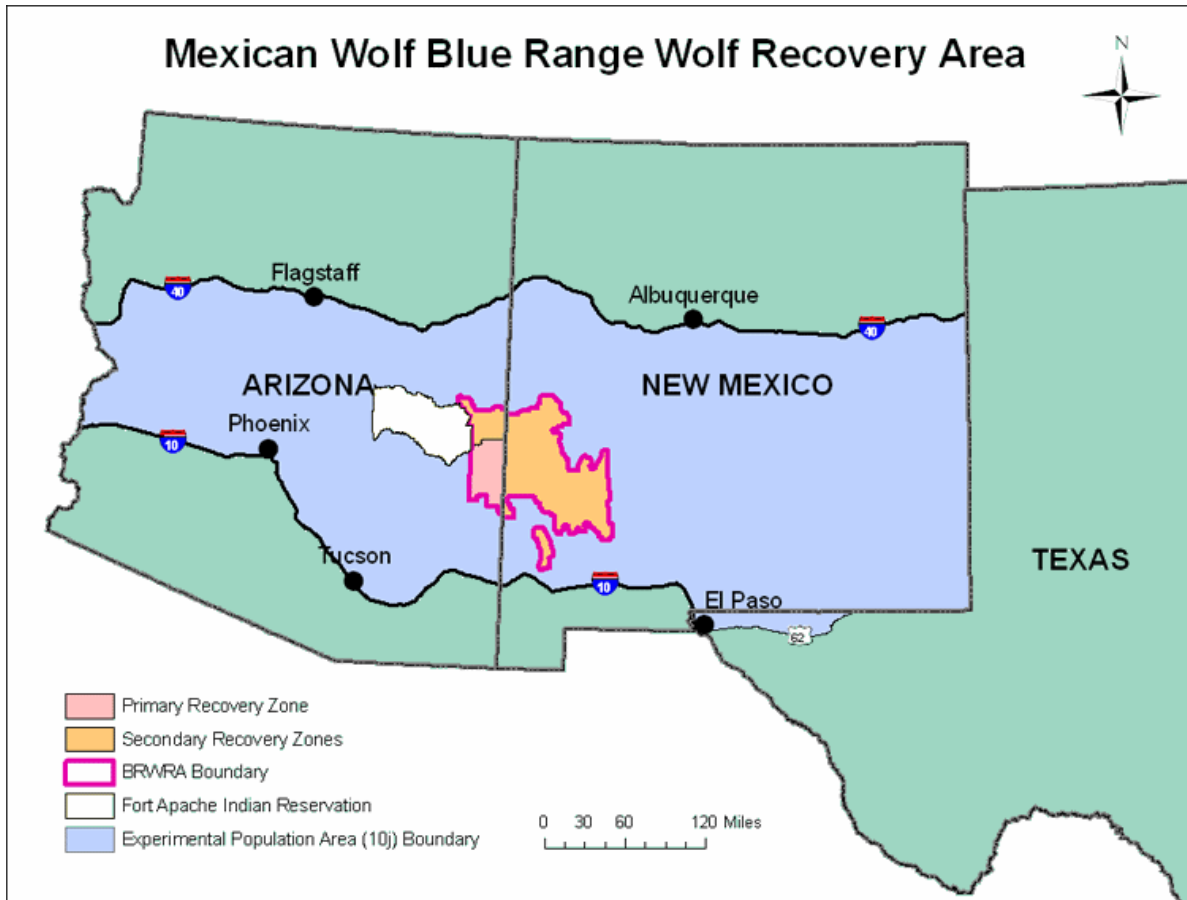 Mexican Wolf Blue Range Wolf Recovery Area
N
Flagstaff
40
Albuquerque
40
ARIZONA
NEW MEXICO
Phoenix
10
Tucson
TEXAS
10
El Paso
62
Primary Recovery Zone
Secondary Recovery Zones
BRWRA Boundary
Fort Apache Indian Reservation
Experimental Population Area (10j) Boundary
0 30 60 120 Miles